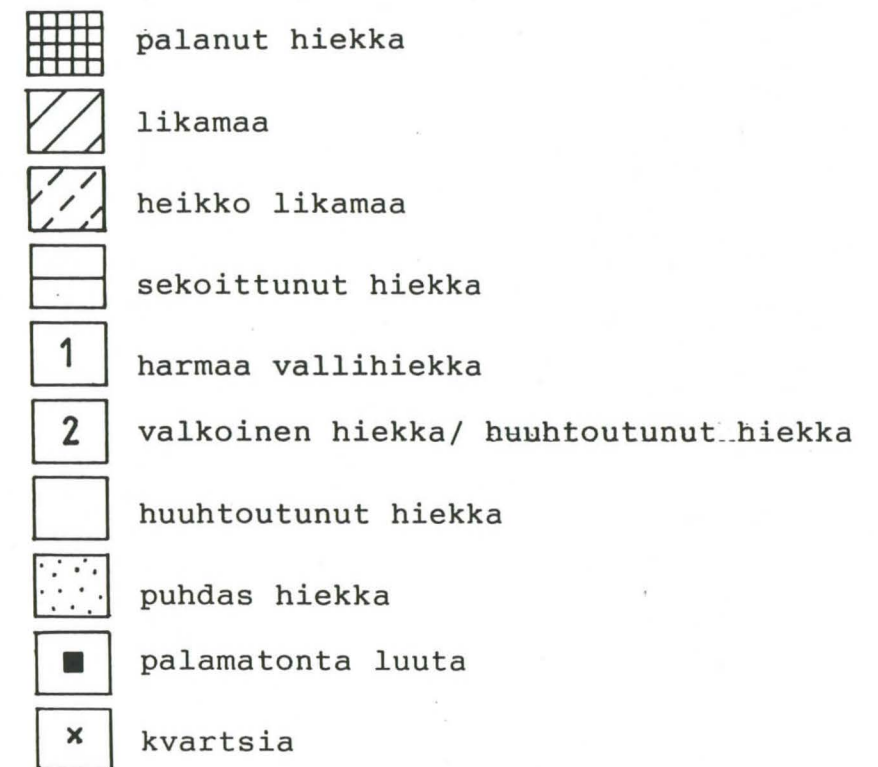 palanut hiekka
likamaa
heikko likamaa
sekoittunut hiekka
1 harmaa vallihiekka
2 valkoinen hiekka/ huuhtoutunut hiekka
huuhtoutunut hiekka
puhdas hiekka
palamatonta luuta
x kvartsia